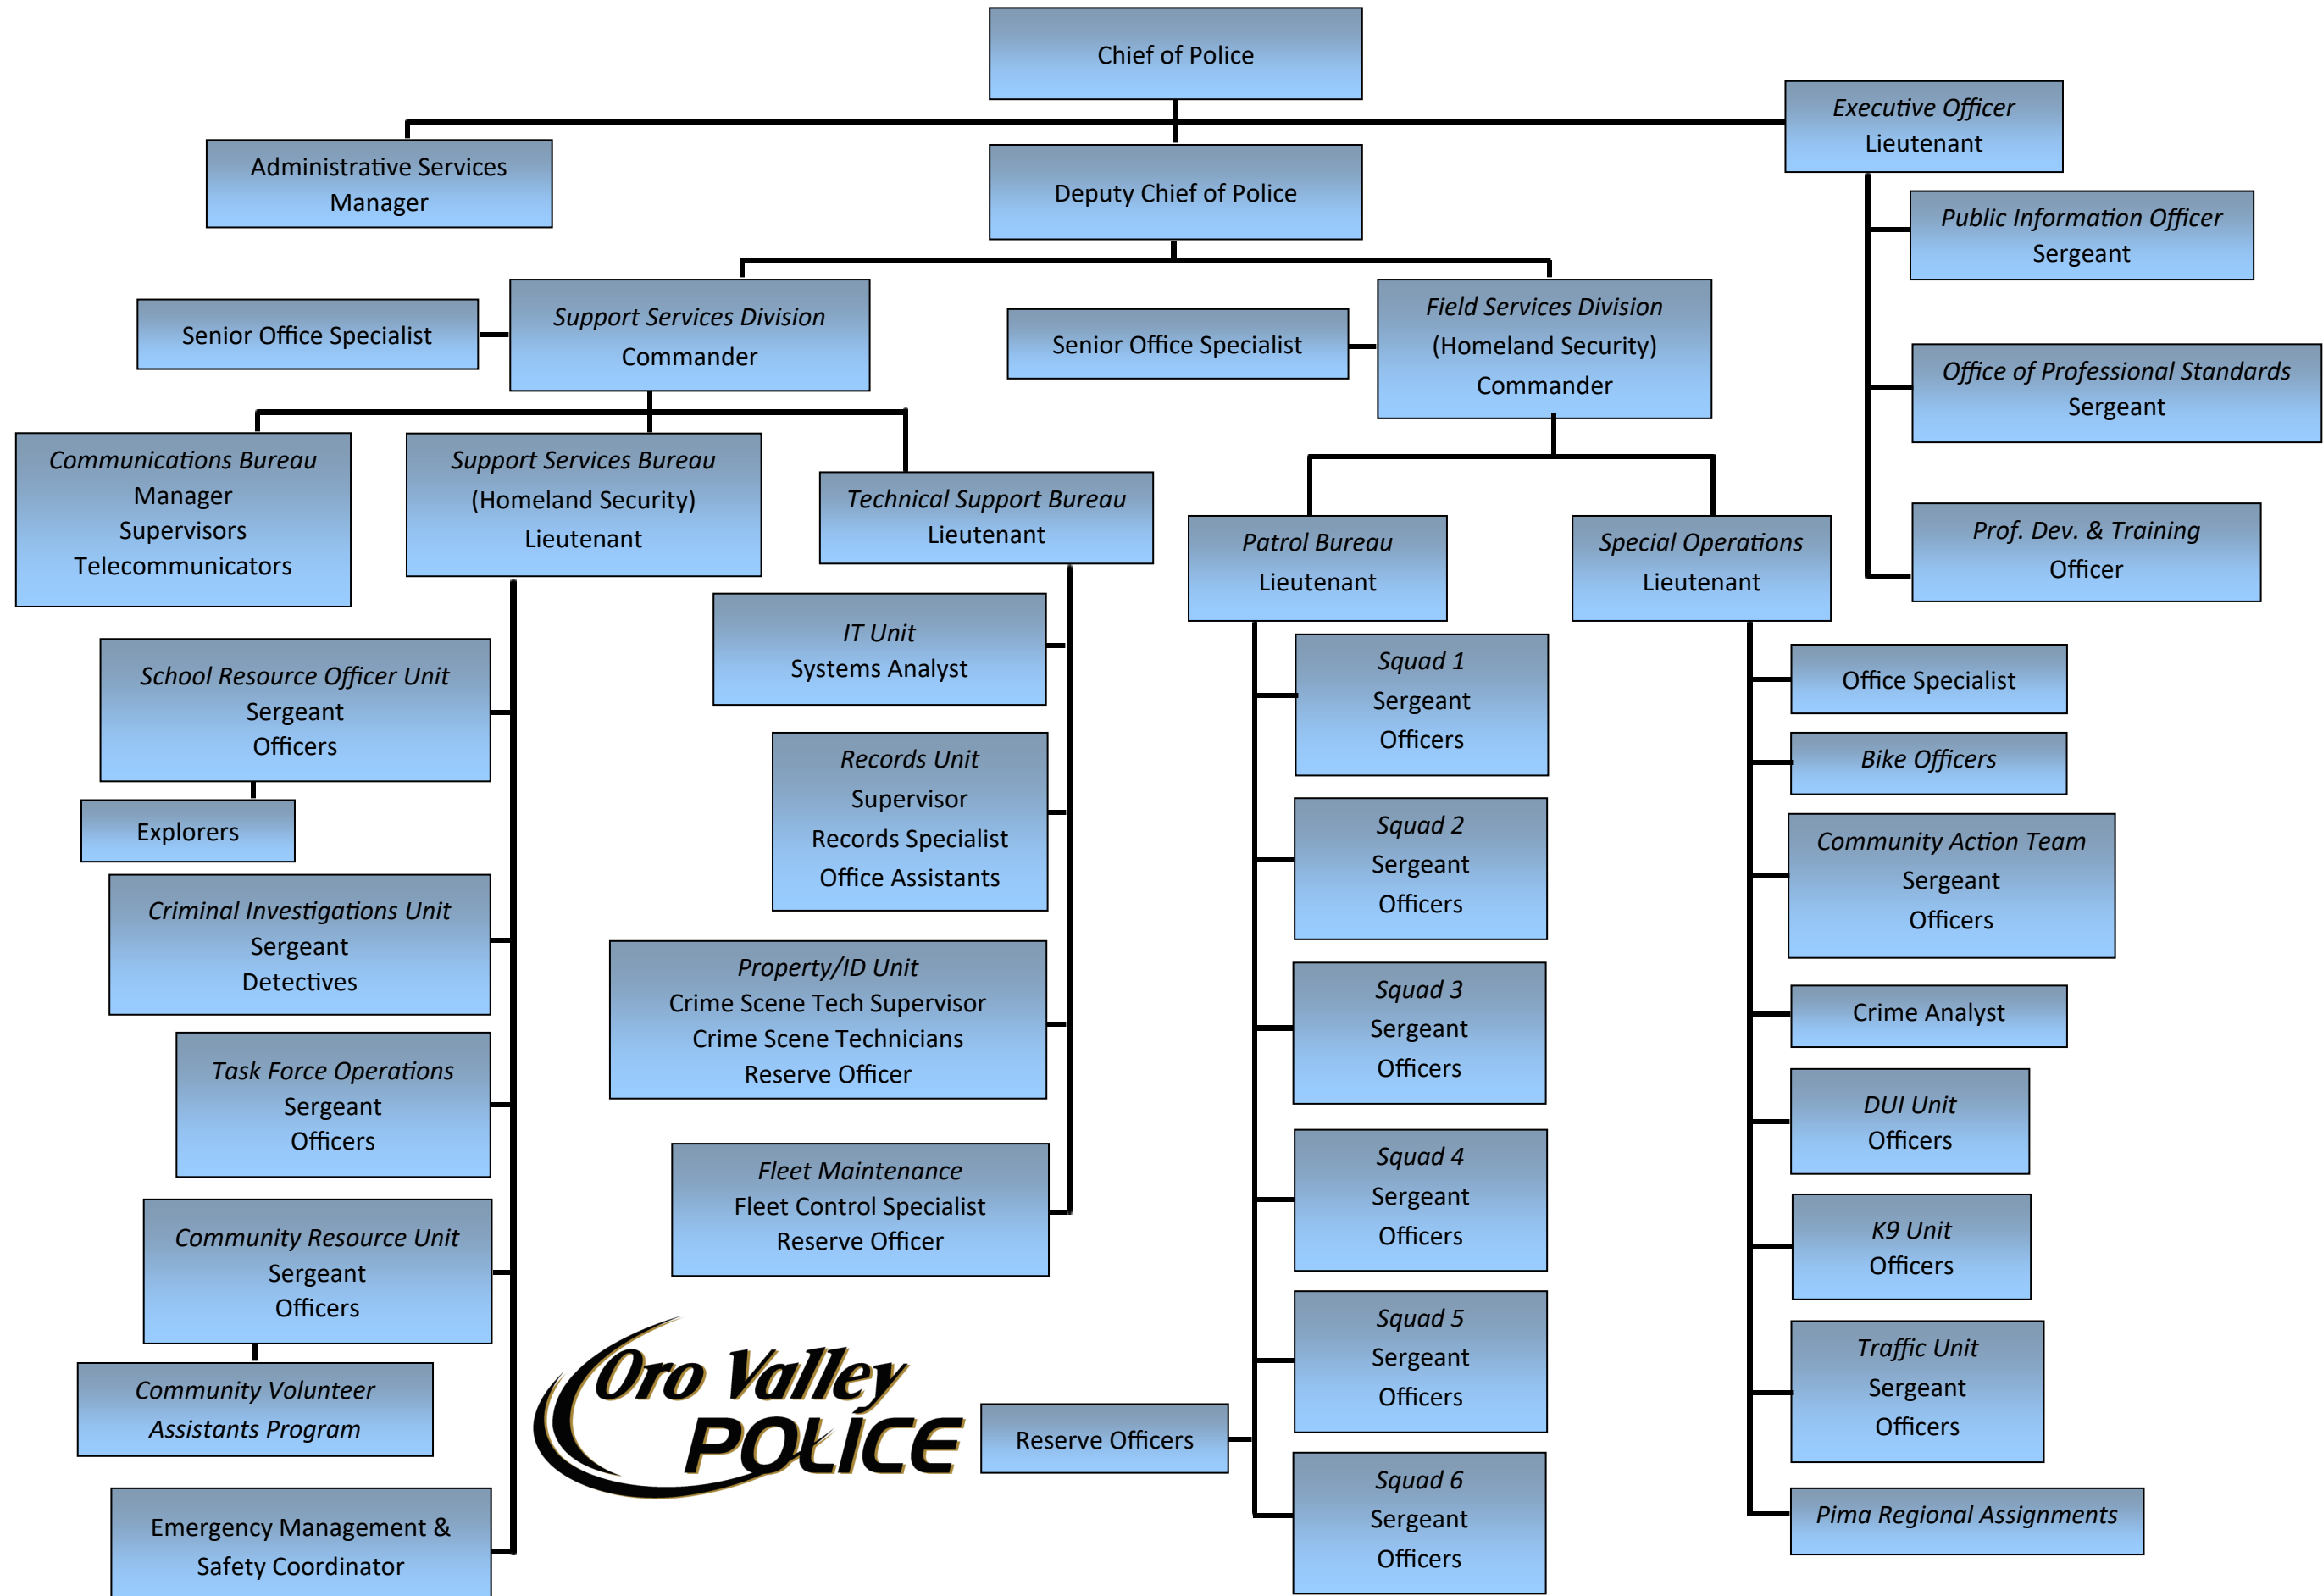 Chief of Police
Executive Officer
Lieutenant
Administrative Services
Manager
Deputy Chief of Police
Public Information Officer
Sergeant
Office of Professional Standards
Sergeant
Prof. Dev. & Training
Officer
Senior Office Specialist
Support Services Division
Commander
Senior Office Specialist
Field Services Division
(Homeland Security)
Commander
Communications Bureau
Manager
Supervisors
Telecommunicators
Support Services Bureau
(Homeland Security)
Lieutenant
Technical Support Bureau
Lieutenant
Patrol Bureau
Lieutenant
Special Operations
Lieutenant
School Resource Officer Unit
Sergeant
Officers
Explorers
Criminal Investigations Unit
Sergeant
Detectives
Task Force Operations
Sergeant
Officers
Community Resource Unit
Sergeant
Officers
Community Volunteer
Assistants Program
Emergency Management &
Safety Coordinator
IT Unit
Systems Analyst
Records Unit
Supervisor
Records Specialist
Office Assistants
Property/ID Unit
Crime Scene Tech Supervisor
Crime Scene Technicians
Reserve Officer
Fleet Maintenance
Fleet Control Specialist
Reserve Officer
Oro Valley
POLICE
Squad 1
Sergeant
Officers
Squad 2
Sergeant
Officers
Squad 3
Sergeant
Officers
Squad 4
Sergeant
Officers
Squad 5
Sergeant
Officers
Reserve Officers
Squad 6
Sergeant
Officers
Office Specialist
Bike Officers
Community Action Team
Sergeant
Officers
Crime Analyst
DUI Unit
Officers
K9 Unit
Officers
Traffic Unit
Sergeant
Officers
Pima Regional Assignments